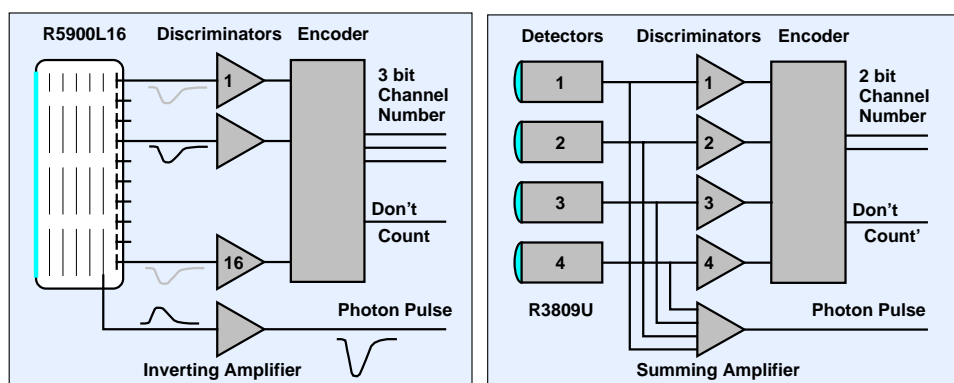 R5900L16 Discriminators Encoder
1
3 bit
Channel
Number
Don't
Count
16
Photon Pulse
Inverting Amplifier
Detectors Discriminators Encoder
1 1
2 bit
Channel
Number
2 2
3 3
Don't
Count'
4 4
R3809U
Photon Pulse
Summing Amplifier